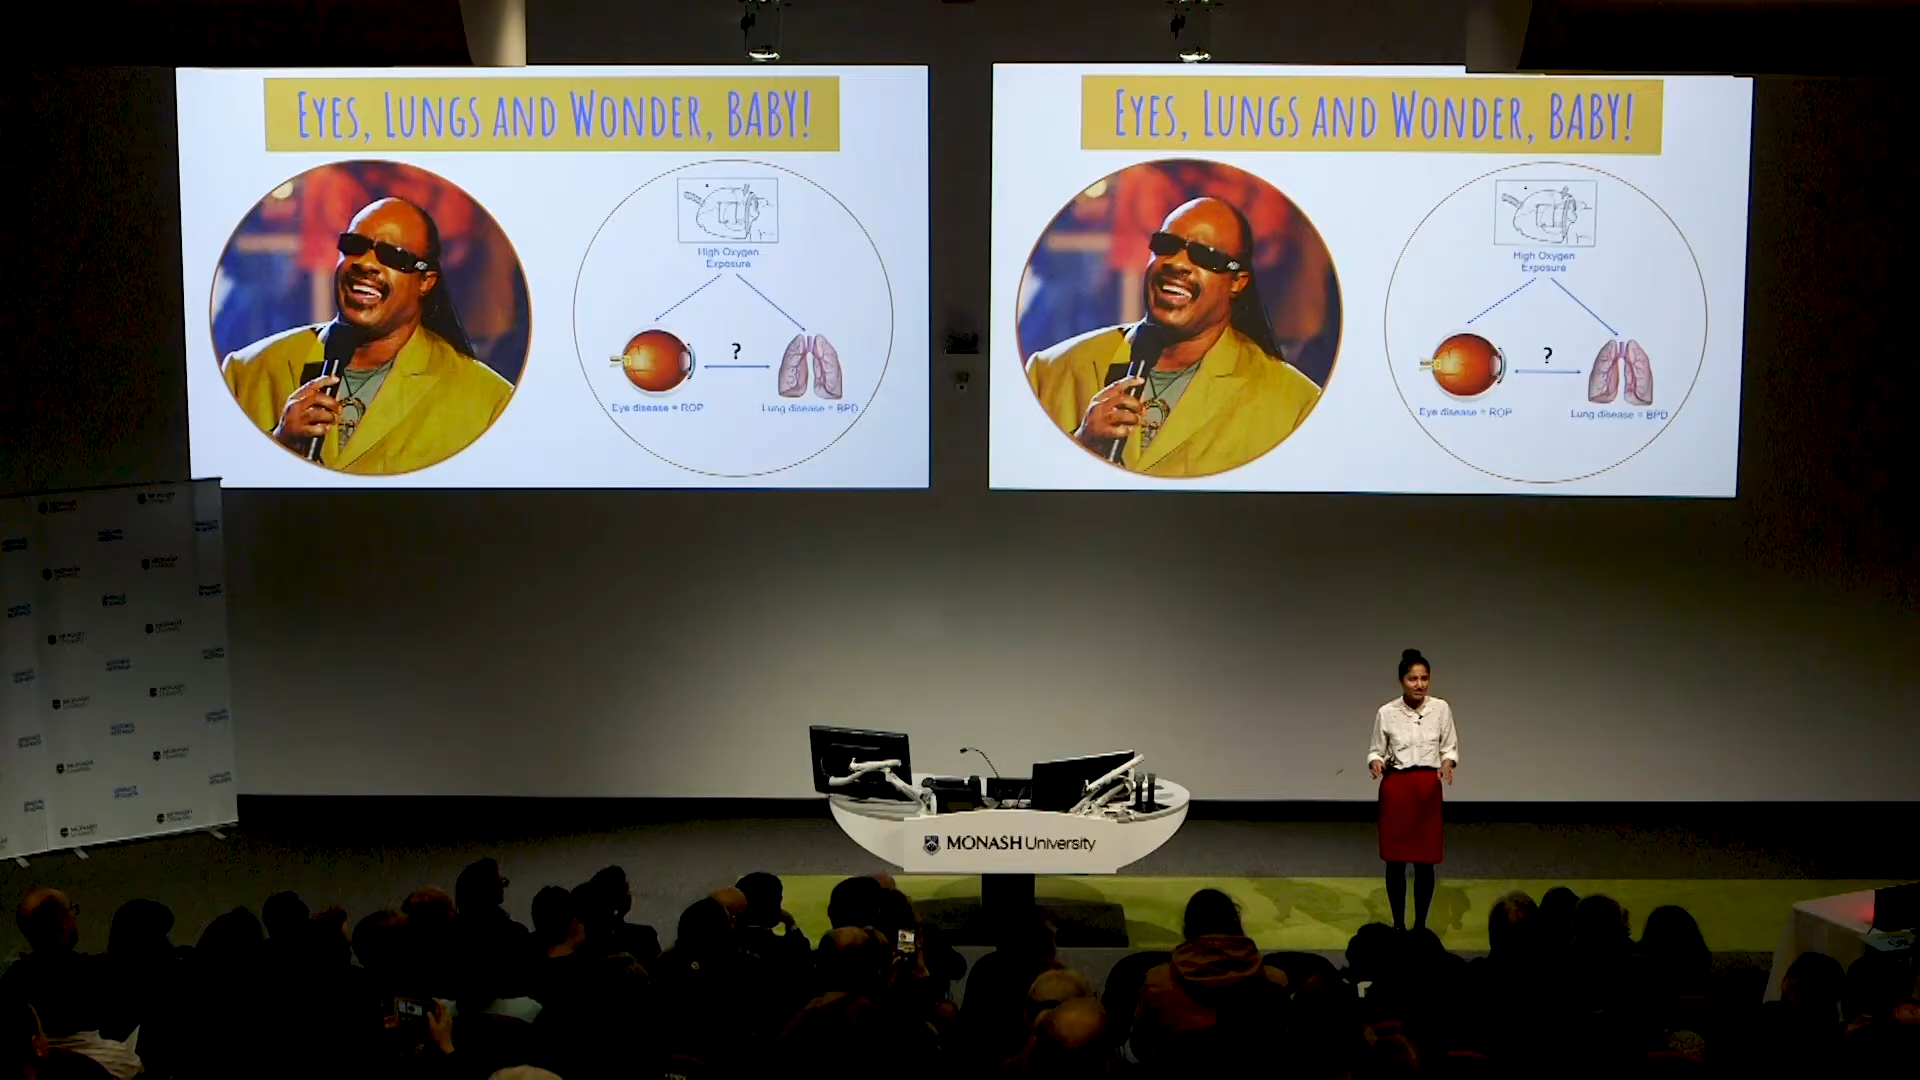 EYES, LUNGS AND WONDER, BABY!
High Oxygen
Exposure
?
Eye disease = ROP
Lung disease = BPD
EYES, LUNGS AND WONDER, BABY!
High Oxygen
Exposure
?
Eye disease = ROP
Lung disease = BPD
MONASH University